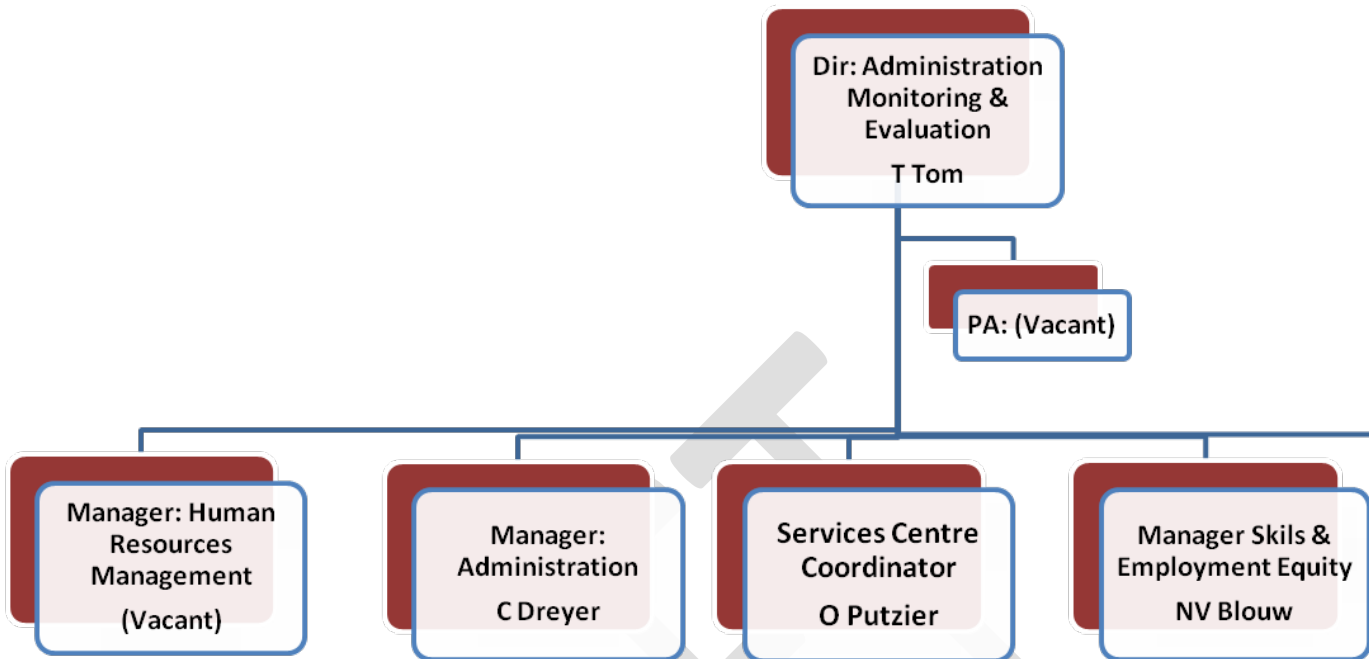 Dir: Administration
Monitoring &
Evaluation
T Tom
PA: (Vacant)
Manager: Human
Resources
Management
(Vacant)
Manager:
Administration
C Dreyer
Services Centre
Coordinator
O Putzier
Manager Skils &
Employment Equity
NV Blouw